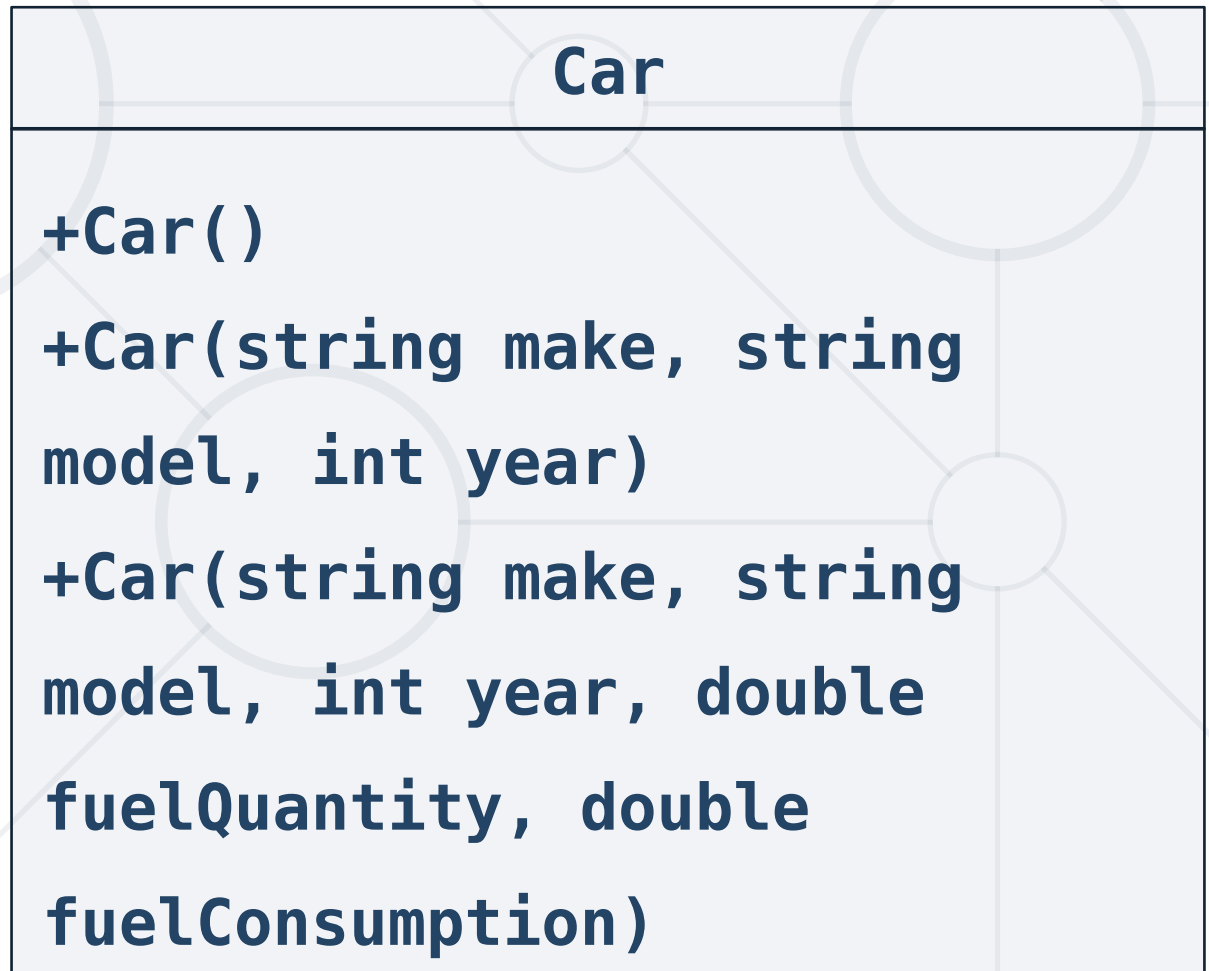 Car
+Car()
+Car(string make, string
model, int year)
+Car(string make, string
model, int year, double
fuelQuantity, double
fuelConsumption)